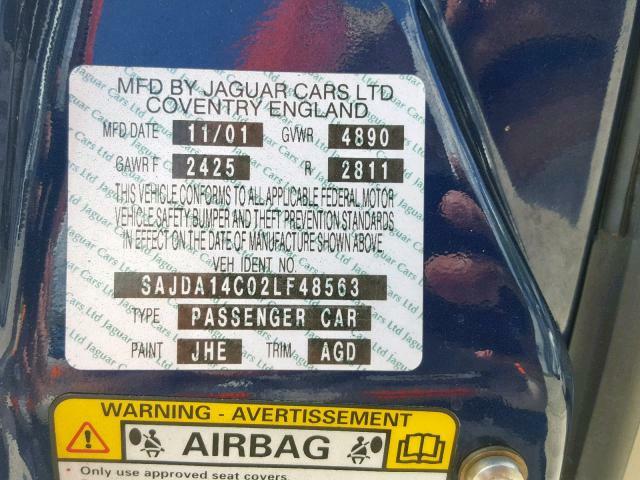 MFD BY JAGUAR CARS LTD
COVENTRY ENGLAND
MFD DATE 11/01 GVWR 4890
GAWR F 2425 R 2811
THIS VEHICLE CONFORMS TO ALL APPLICABLE FEDERAL MOTOR
VEHICLE SAFETY BUMPER AND THEFT PREVENTION STANDARDS
IN EFFECT ON THE DATE OF MANUFACTURE SHOWN ABOVE.
VEH IDENT NO.
SAJDA14C02LF48563
TYPE PASSENGER CAR
PAINT JHE TRIM AGD
WARNING - AVERTISSEMENT
AIRBAG
* Only use approved seat covers.